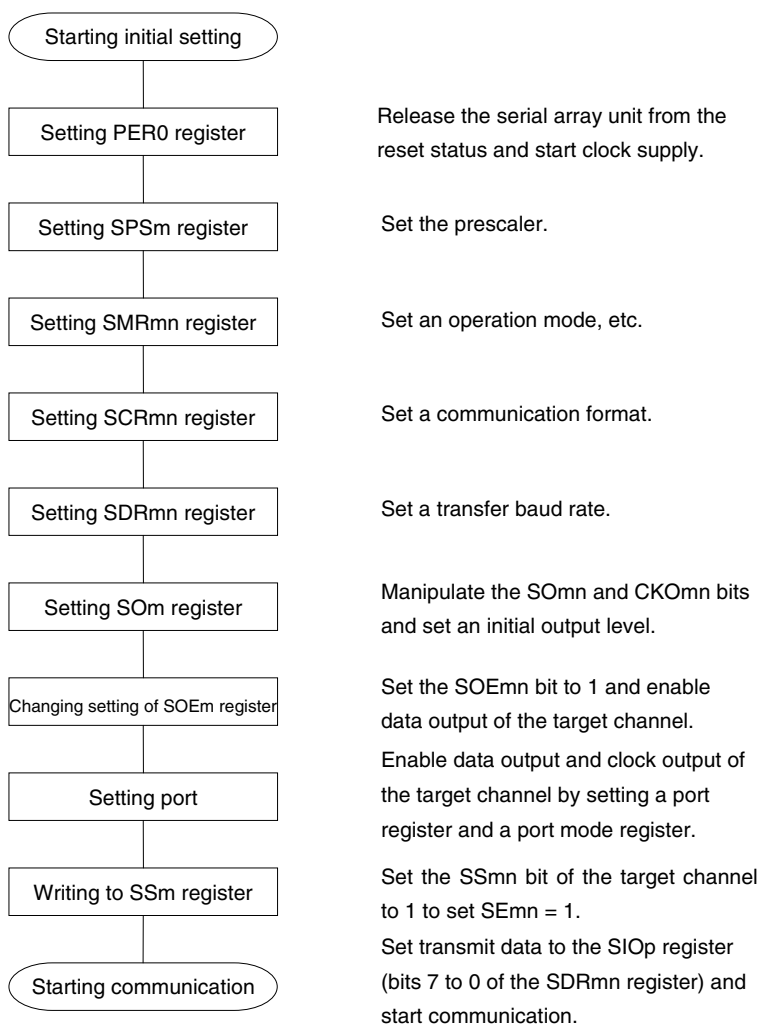 Starting initial setting
Setting PER0 register
Release the serial array unit from the
reset status and start clock supply.
Setting SPSm register
Set the prescaler.
Setting SMRmn register
Set an operation mode, etc.
Setting SCRmn register
Set a communication format.
Setting SDRmn register
Set a transfer baud rate.
Setting SOm register
Manipulate the SOmn and CKOmn bits
and set an initial output level.
Changing setting of SOEm register
Set the SOEmn bit to 1 and enable
data output of the target channel.
Setting port
Enable data output and clock output of
the target channel by setting a port
register and a port mode register.
Writing to SSm register
Set the SSmn bit of the target channel
to 1 to set SEmn = 1.
Starting communication
Set transmit data to the SIOp register
(bits 7 to 0 of the SDRmn register) and
start communication.